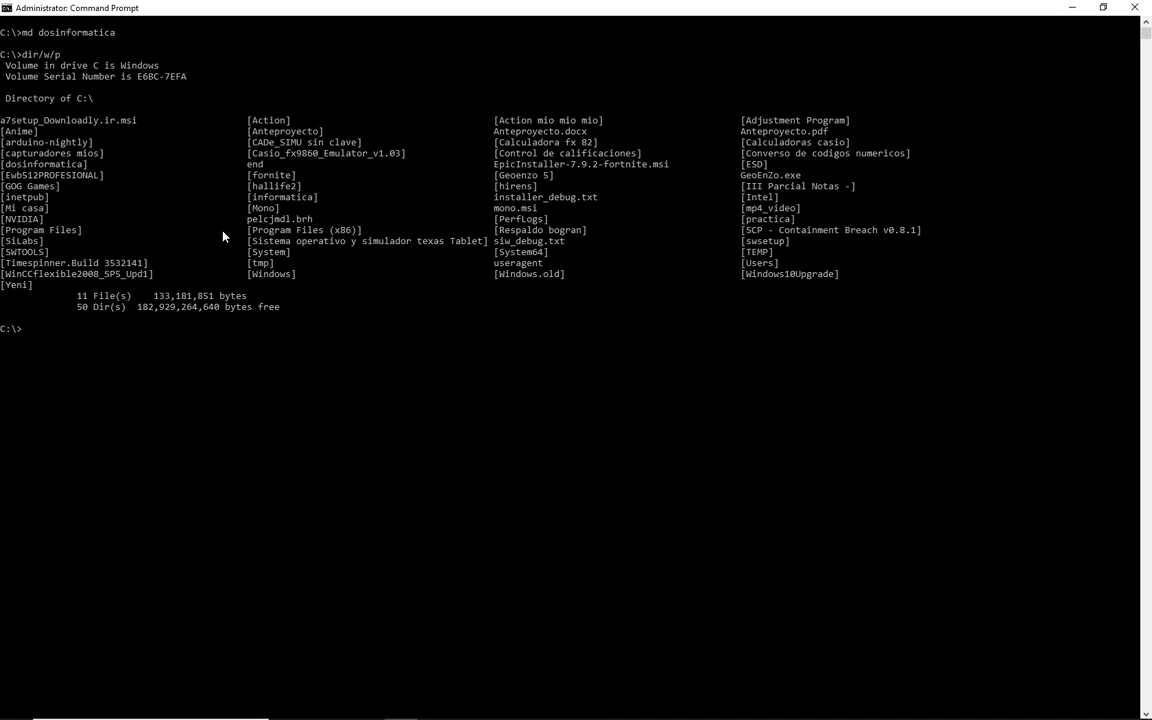 Administrator: Command Prompt
C:\>md dosinformatica
C:\>dir/w/p
Volume in drive C is Windows
Volume Serial Number is E6BC-7EFA
Directory of C:\
a7setup_Downloadly.ir.msi [Action] [Action mio mio mio] [Adjustment Program]
[Anime] [Anteproyecto] Anteproyecto.docx Anteproyecto.pdf
[arduino-nightly] [CADe_SIMU sin clave] [Calculadora fx 82] [Calculadoras casio]
[capturadores mios] [Casio_fx9860_Emulator_v1.03] [Control de calificaciones] [Converso de codigos numericos]
[dosinformatica] end EpicInstaller-7.9.2-fortnite.msi [ESD]
[Ewb512PROFESIONAL] [fornite] [Geoenzo 5] GeoEnZo.exe
[GOG Games] [hallife2] [hirens] [III Parcial Notas -]
[inetpub] [informatica] installer_debug.txt [Intel]
[Mi casa] [Mono] mono.msi [mp4_video]
[NVIDIA] pelcjmdl.brh [PerfLogs] [practica]
[Program Files] [Program Files (x86)] [Respaldo bogran] [SCP - Containment Breach v0.8.1]
[SiLabs] [Sistema operativo y simulador texas Tablet] siw_debug.txt [swsetup]
[SWTOOLS] [System] [System64] [TEMP]
[Timespinner.Build 3532141] [tmp] useragent [Users]
[WinCCflexible2008_SP5_Upd1] [Windows] [Windows.old] [Windows10Upgrade]
[Yeni]
11 File(s) 133,181,851 bytes
50 Dir(s) 182,929,264,640 bytes free
C:\>